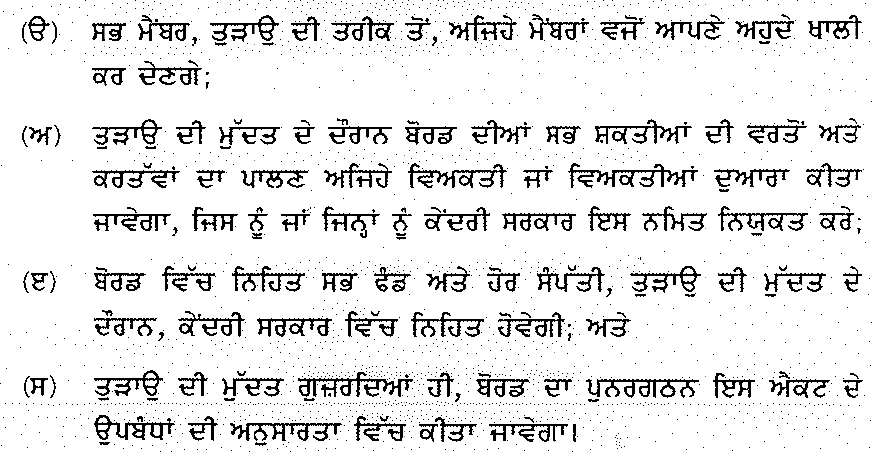 (ੳ) ਸਭ ਮੈਂਬਰ, ਤੁੜਾਉ ਦੀ ਤਰੀਕ ਤੋਂ, ਅਜਿਹੇ ਮੈਂਬਰਾਂ ਵਜੋਂ ਆਪਣੇ ਅਹੁਦੇ ਖਾਲੀ
ਕਰ ਦੇਣਗੇ;
(ਅ) ਤੁੜਾਉ ਦੀ ਮੁੱਦਤ ਦੇ ਦੌਰਾਨ ਬੋਰਡ ਦੀਆਂ ਸਭ ਸ਼ਕਤੀਆਂ ਦੀ ਵਰਤੋਂ ਅਤੇ
ਕਰਤੱਵਾਂ ਦਾ ਪਾਲਣ ਅਜਿਹੇ ਵਿਅਕਤੀ ਜਾਂ ਵਿਅਕਤੀਆਂ ਦੁਆਰਾ ਕੀਤਾ
ਜਾਵੇਗਾ, ਜਿਸ ਨੂੰ ਜਾਂ ਜਿਨ੍ਹਾਂ ਨੂੰ ਕੇਂਦਰੀ ਸਰਕਾਰ ਇਸ ਨਮਿਤ ਨਿਯੁਕਤ ਕਰੇ;
(ੲ) ਬੋਰਡ ਵਿੱਚ ਨਿਹਿਤ ਸਭ ਫੰਡ ਅਤੇ ਹੋਰ ਸੰਪੱਤੀ, ਤੁੜਾਉ ਦੀ ਮੁੱਦਤ ਦੇ
ਦੌਰਾਨ, ਕੇਂਦਰੀ ਸਰਕਾਰ ਵਿੱਚ ਨਿਹਿਤ ਹੋਵੇਗੀ; ਅਤੇ
(ਸ) ਤੁੜਾਉ ਦੀ ਮੁੱਦਤ ਗੁਜ਼ਰਦਿਆਂ ਹੀ, ਬੋਰਡ ਦਾ ਪੁਨਰਗਠਨ ਇਸ ਐਕਟ ਦੇ
ਉਪਬੰਧਾਂ ਦੀ ਅਨੁਸਾਰਤਾ ਵਿੱਚ ਕੀਤਾ ਜਾਵੇਗਾ।